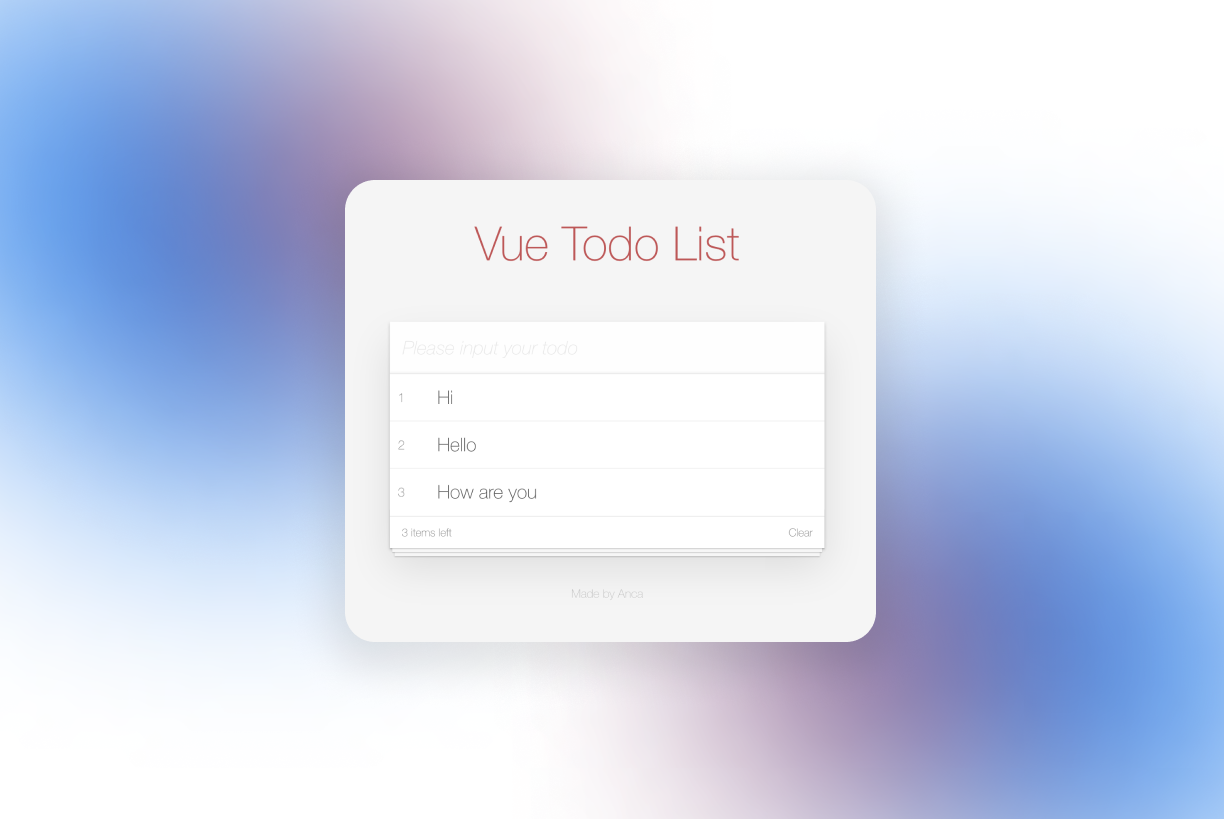 Vue Todo List
Please input your todo
1 Hi
2 Hello
3 How are you
3 items left Clear
Made by Anca